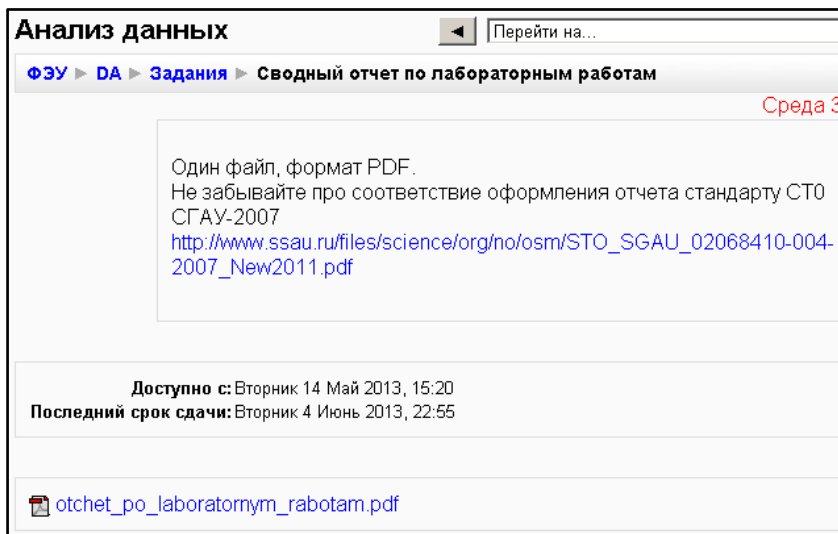 Анализ данных
◄ Перейти на...
ФЭУ ► DA ► Задания ► Сводный отчет по лабораторным работам
Среда 3
Один файл, формат PDF.
Не забывайте про соответствие оформления отчета стандарту СТО
СГАУ-2007
http://www.ssau.ru/files/science/org/no/osm/STO_SGAU_02068410-004-
2007_New2011.pdf
Доступно с: Вторник 14 Май 2013, 15:20
Последний срок сдачи: Вторник 4 Июнь 2013, 22:55
otchet_po_laboratornym_rabotam.pdf